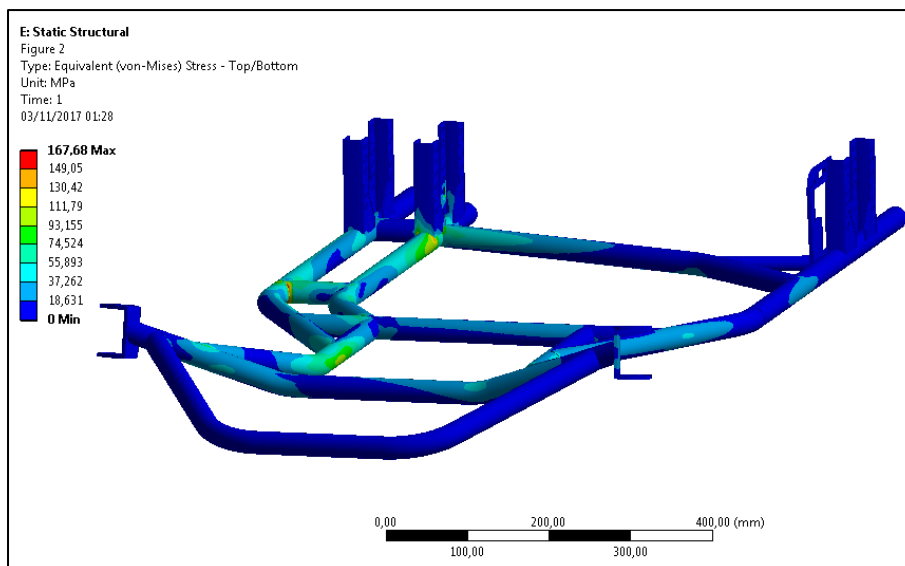 E: Static Structural
Figure 2
Type: Equivalent (von-Mises) Stress - Top/Bottom
Unit: MPa
Time: 1
03/11/2017 01:28
167,68 Max
149,05
130,42
111,79
93,155
74,524
55,893
37,262
18,631
0 Min
0,00 200,00 400,00 (mm)
100,00 300,00